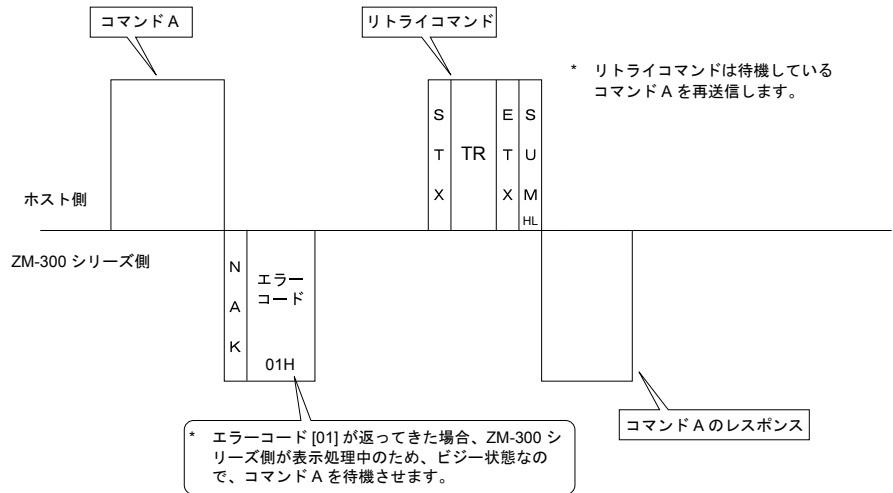 コマンド A
リトライコマンド
* リトライコマンドは待機している
コマンド A を再送信します。
STX
TR
ETX
SUM
HL
ホスト側
ZM-300 シリーズ側
NAK
エラー
コード
01H
* エラーコード [01] が返ってきた場合、ZM-300 シ
リーズ側が表示処理中のため、ビジー状態なの
で、コマンド A を待機させます。
コマンド A のレスポンス